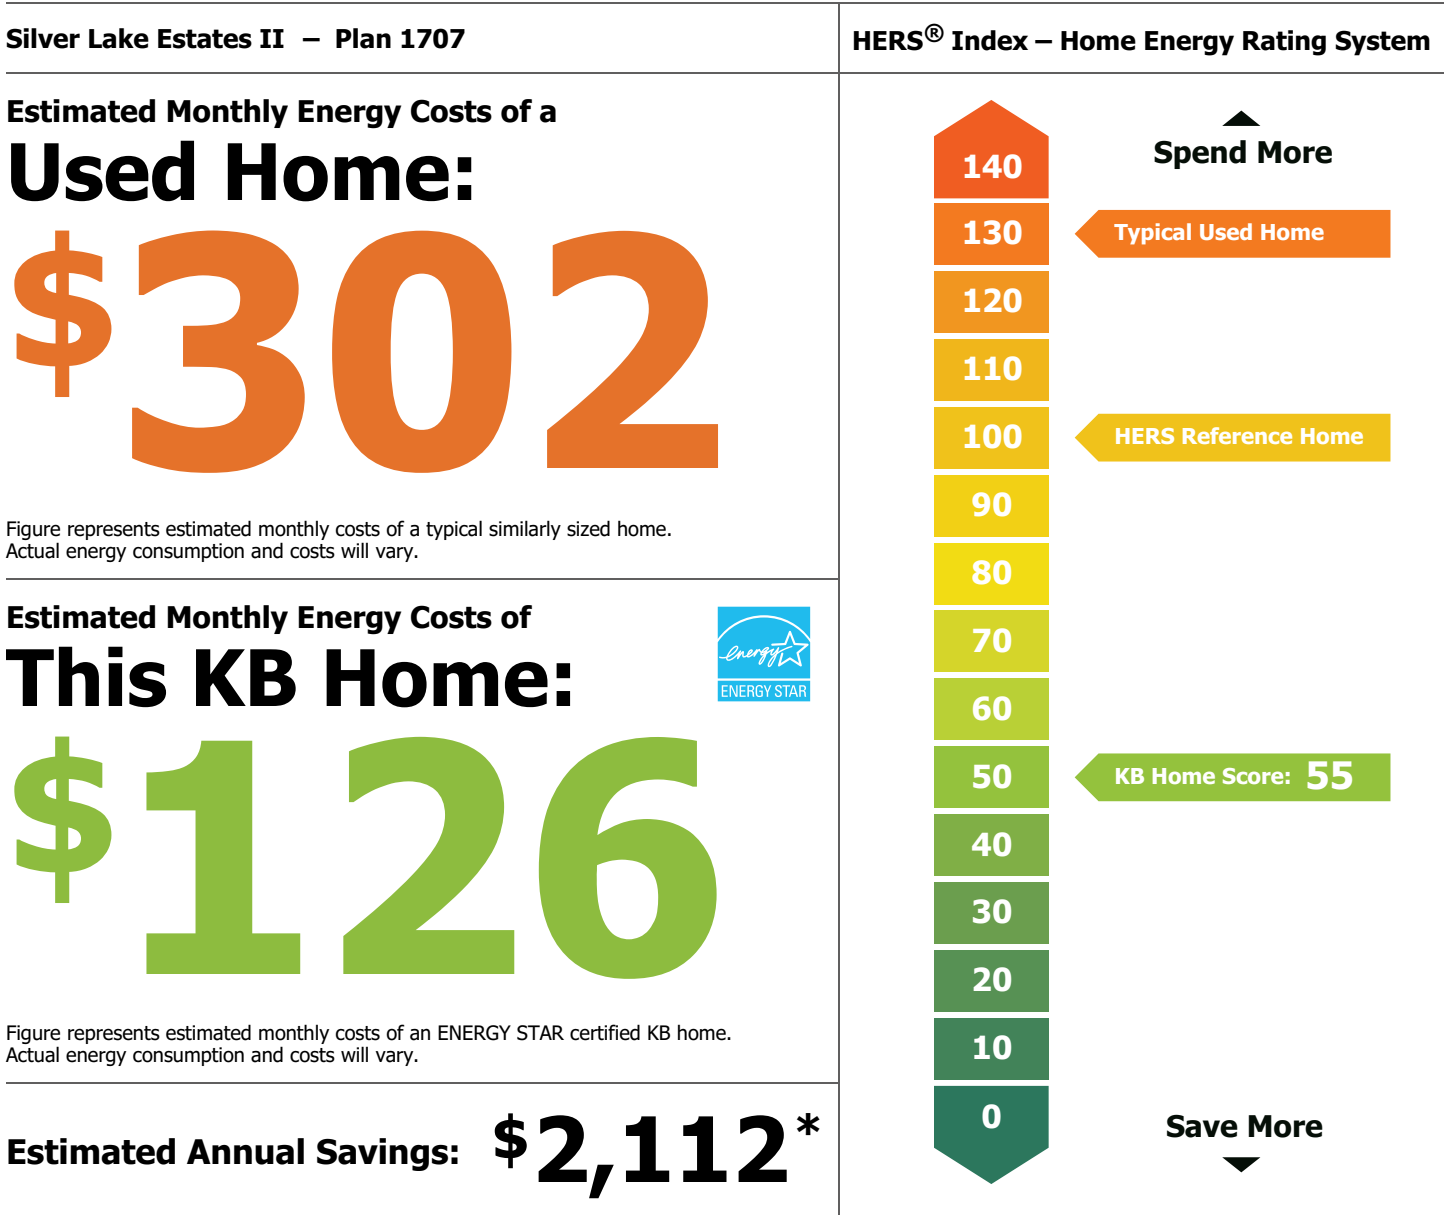 Silver Lake Estates II – Plan 1707
Estimated Monthly Energy Costs of a
Used Home:
$302
Figure represents estimated monthly costs of a typical similarly sized home.
Actual energy consumption and costs will vary.
Estimated Monthly Energy Costs of
This KB Home:
energy
ENERGY STAR
$126
Figure represents estimated monthly costs of an ENERGY STAR certified KB home.
Actual energy consumption and costs will vary.
Estimated Annual Savings: $2,112*
HERS® Index – Home Energy Rating System
Spend More
140
130 Typical Used Home
120
110
100 HERS Reference Home
90
80
70
60
50 KB Home Score: 55
40
30
20
10
0
Save More